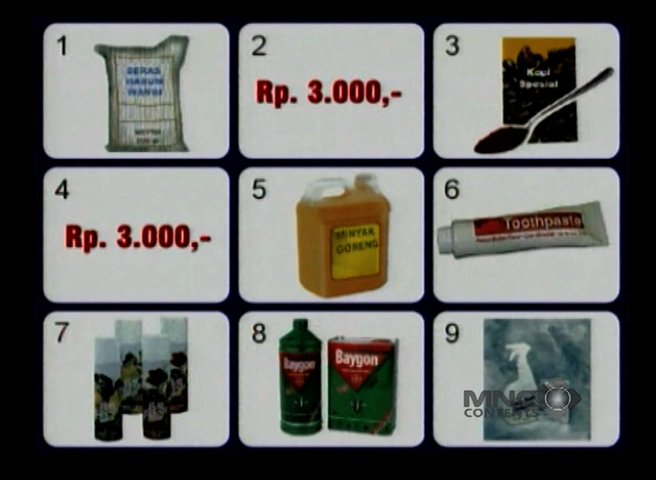 1
BERAS
HARUM
WANGI
2
Rp. 3.000,-
3
Kopi
Spesial
4
Rp. 3.000,-
5
MINYAK
GORENG
6
Toothpasta
7
8
Baygon
Baygon
9
MNC
CONTENTS